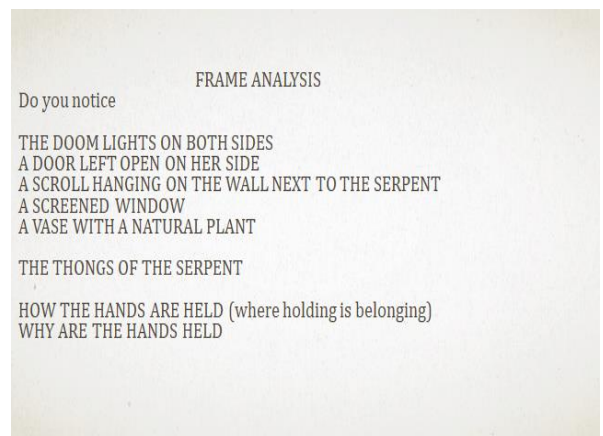 FRAME ANALYSIS
Do you notice
THE DOOM LIGHTS ON BOTH SIDES
A DOOR LEFT OPEN ON HER SIDE
A SCROLL HANGING ON THE WALL NEXT TO THE SERPENT
A SCREENED WINDOW
A VASE WITH A NATURAL PLANT
THE THONGS OF THE SERPENT
HOW THE HANDS ARE HELD (where holding is belonging)
WHY ARE THE HANDS HELD